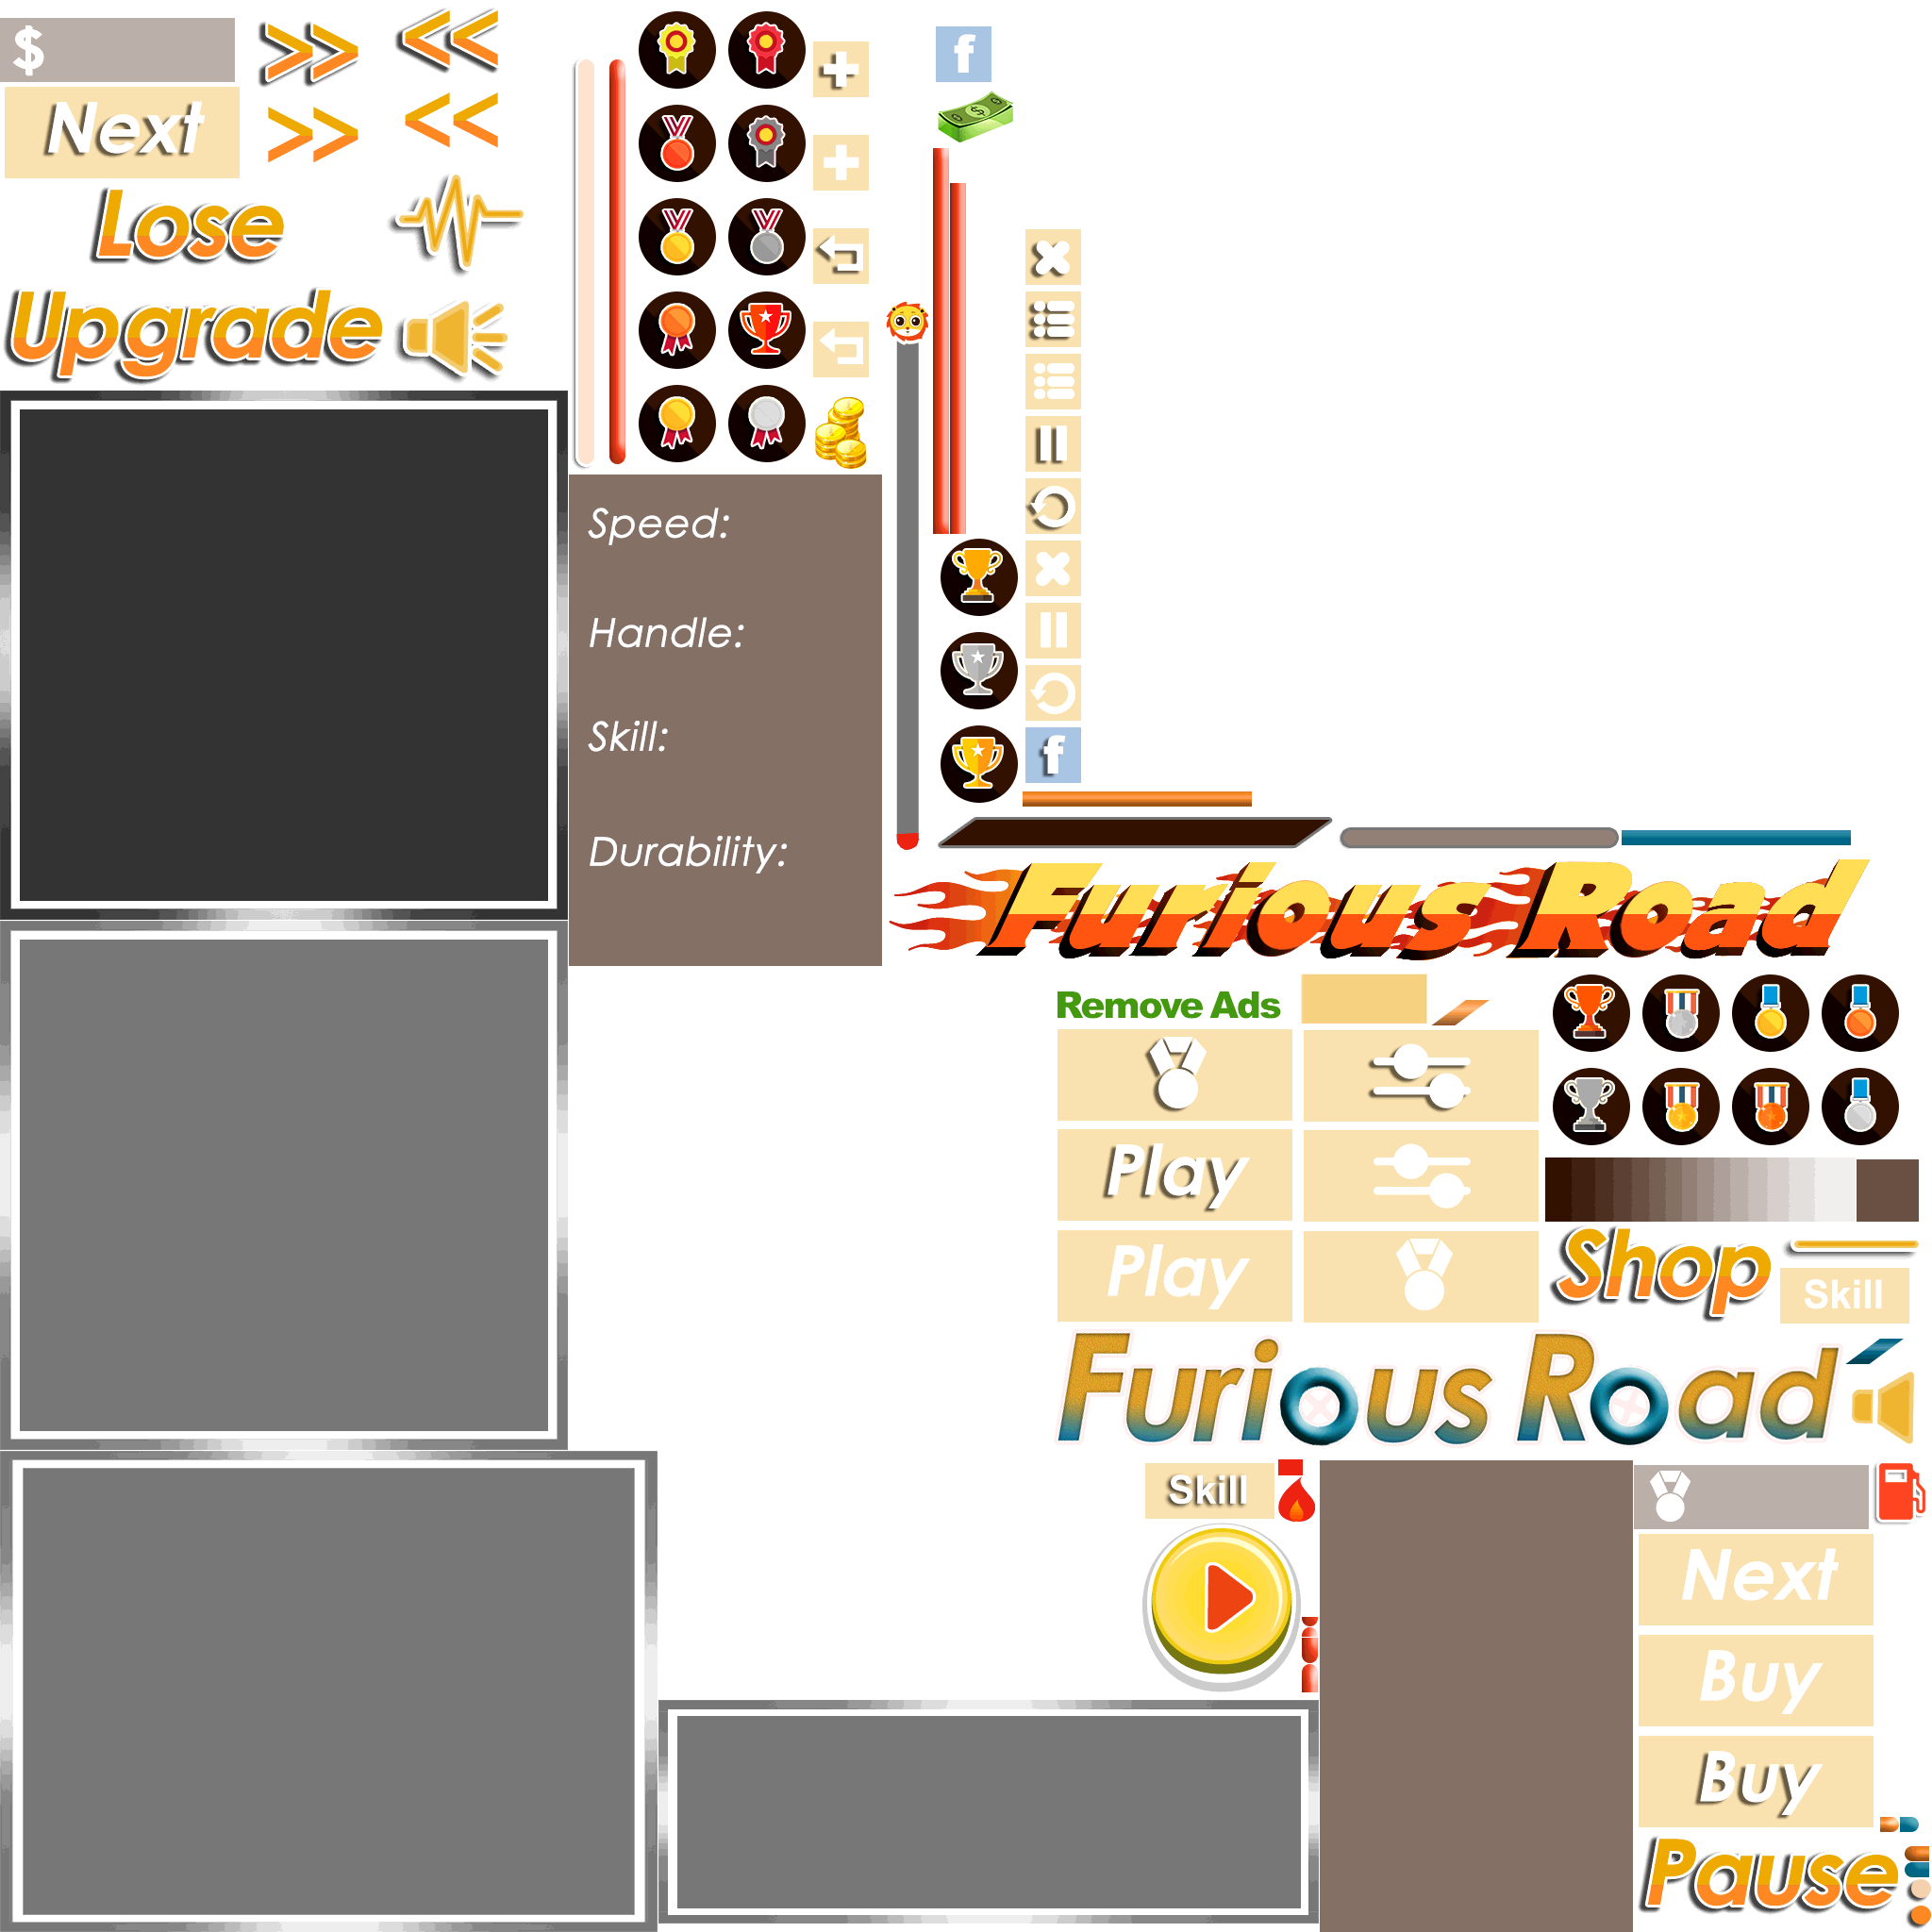 $
>> <<
Next
>> <<
Lose
Upgrade
f
Speed:
Handle:
Skill:
Durability:
f
Furious Road
Remove Ads
Play
Play
Shop
Skill
Furious Road
Skill
Next
Buy
Buy
Pause